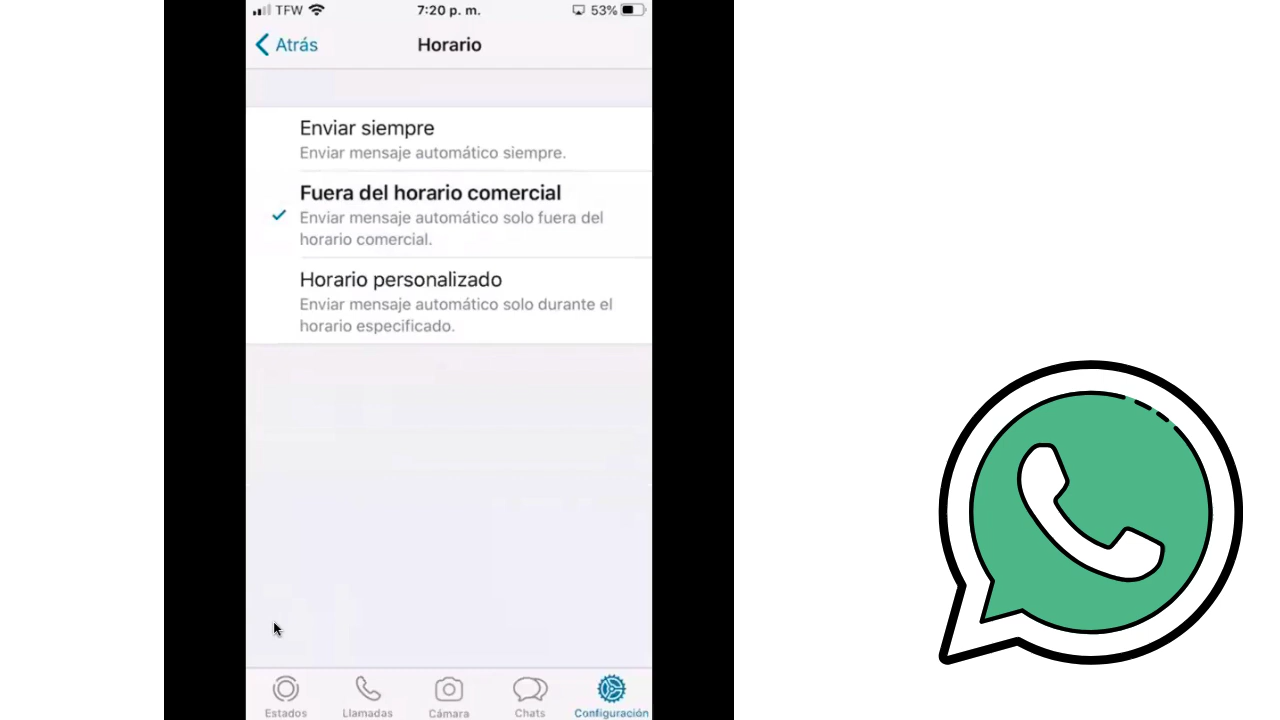 TFW 7:20 p. m. 53%
Atrás Horario
Enviar siempre
Enviar mensaje automático siempre.
Fuera del horario comercial
Enviar mensaje automático solo fuera del
horario comercial.
Horario personalizado
Enviar mensaje automático solo durante el
horario especificado.
Estados Llamadas Cámara Chats Configuración